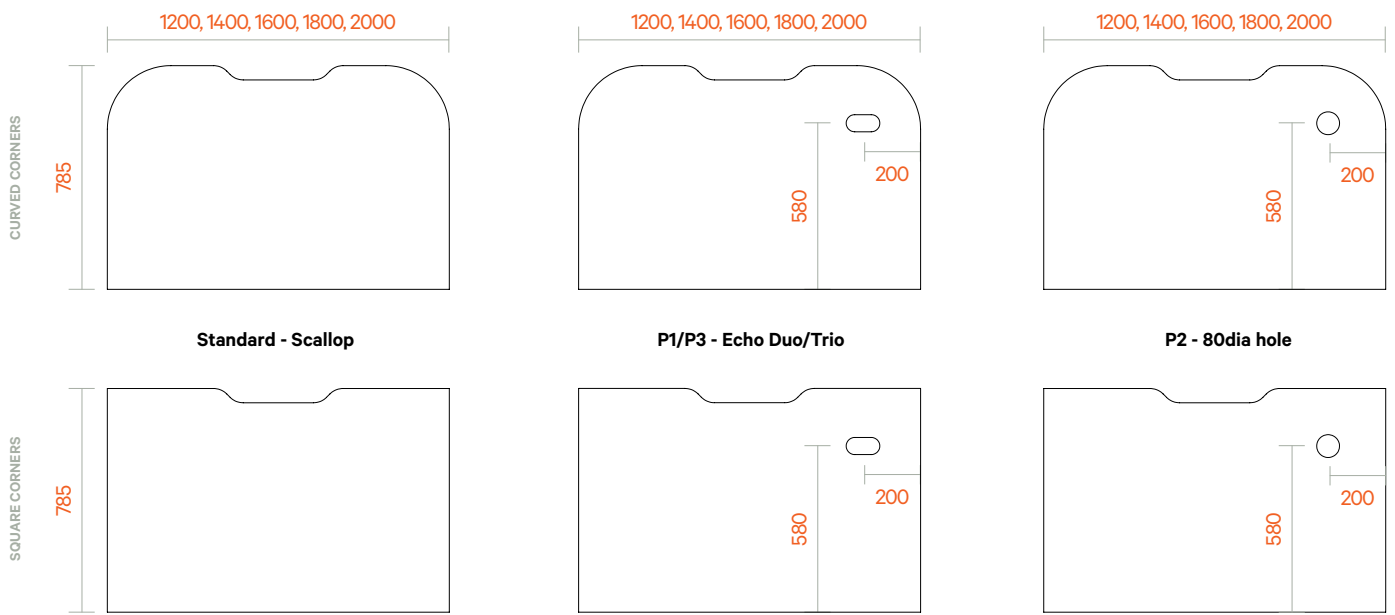 1200, 1400, 1600, 1800, 2000
1200, 1400, 1600, 1800, 2000
1200, 1400, 1600, 1800, 2000
CURVED CORNERS
785
580
200
580
200
Standard - Scallop
P1/P3 - Echo Duo/Trio
P2 - 80dia hole
SQUARE CORNERS
785
580
200
580
200